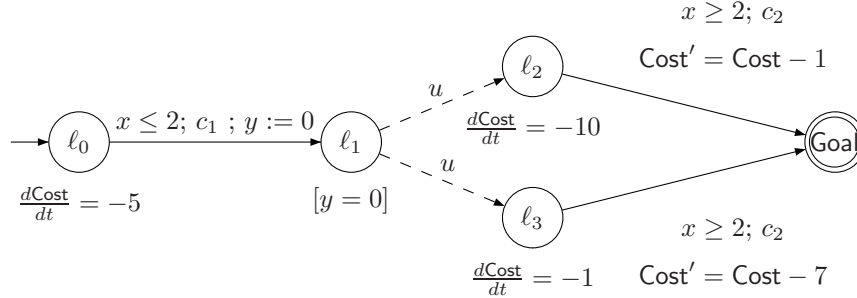 x ≥ 2; c₂
Cost′ = Cost − 1
ℓ₂
u
dCost/dt = −10
ℓ₀
x ≤ 2; c₁ ; y := 0
ℓ₁
Goal
dCost/dt = −5
[y = 0]
u
ℓ₃
x ≥ 2; c₂
dCost/dt = −1
Cost′ = Cost − 7